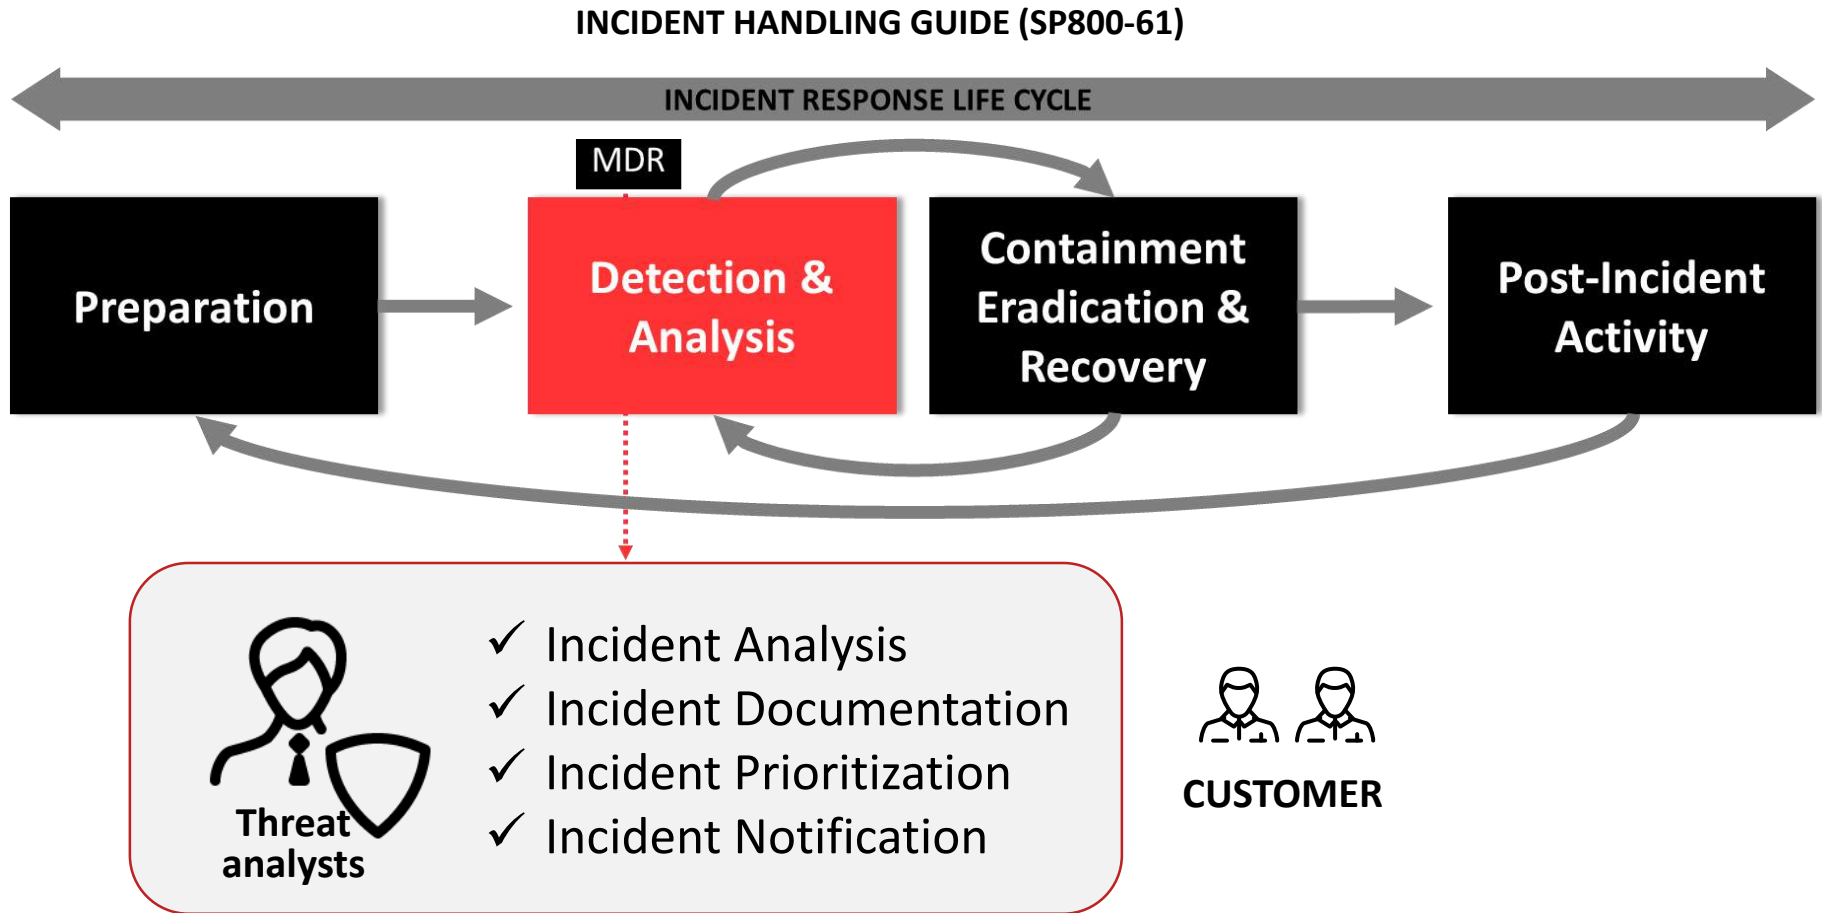 INCIDENT HANDLING GUIDE (SP800-61)
INCIDENT RESPONSE LIFE CYCLE
MDR
Preparation
Detection &
Analysis
Containment
Eradication &
Recovery
Post-Incident
Activity
Threat
analysts
Incident Analysis
Incident Documentation
Incident Prioritization
Incident Notification
CUSTOMER